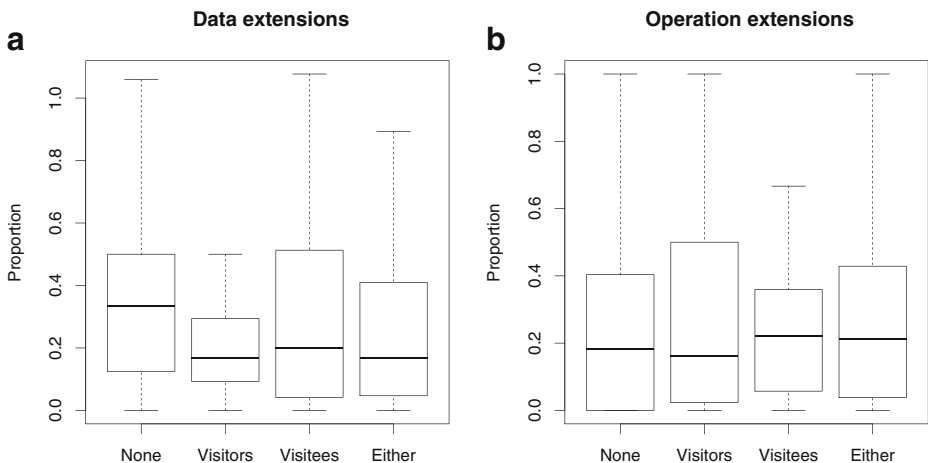 a
Data extensions
Proportion
1.0
0.8
0.6
0.4
0.2
0.0
None Visitors Visitees Either
b
Operation extensions
Proportion
1.0
0.8
0.6
0.4
0.2
0.0
None Visitors Visitees Either